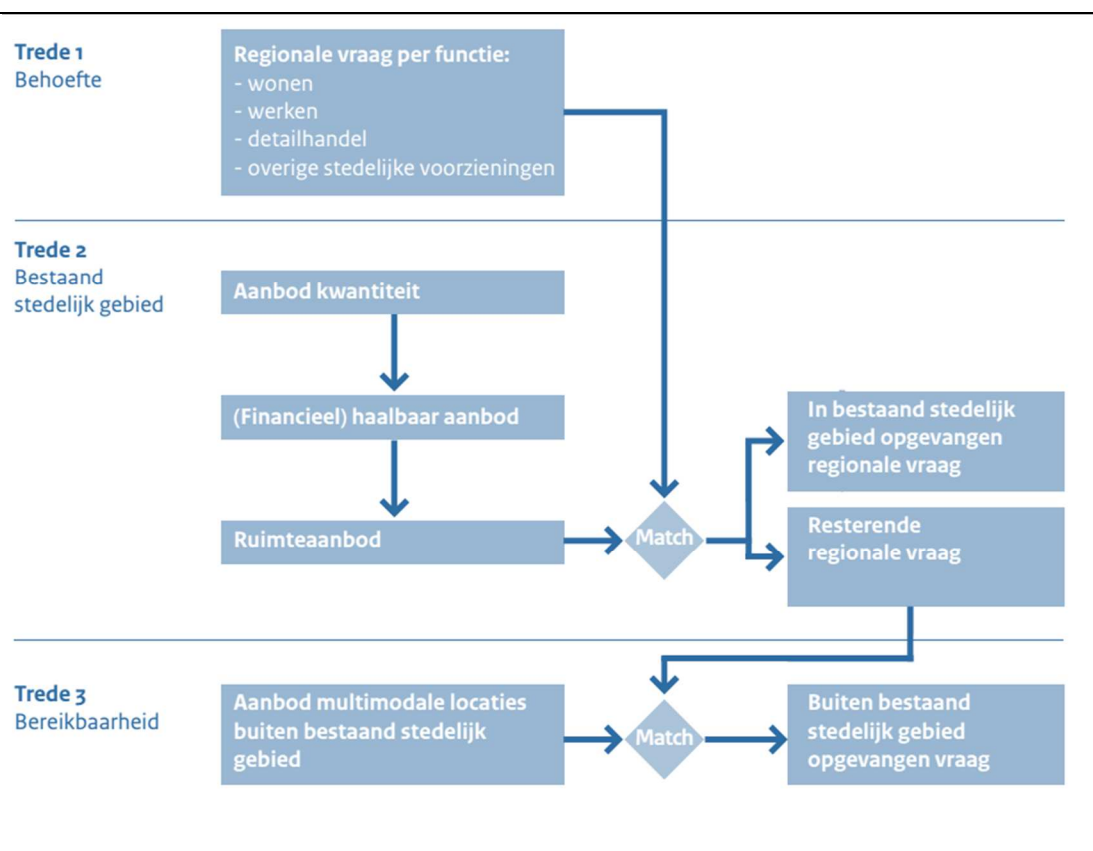 Trede 1
Behoefte
Regionale vraag per functie:
- wonen
- werken
- detailhandel
- overige stedelijke voorzieningen
Trede 2
Bestaand
stedelijk gebied
Aanbod kwantiteit
(Financieel) haalbaar aanbod
Ruimteaanbod
Match
In bestaand stedelijk
gebied opgevangen
regionale vraag
Resterende
regionale vraag
Trede 3
Bereikbaarheid
Aanbod multimodale locaties
buiten bestaand stedelijk
gebied
Match
Buiten bestaand
stedelijk gebied
opgevangen vraag